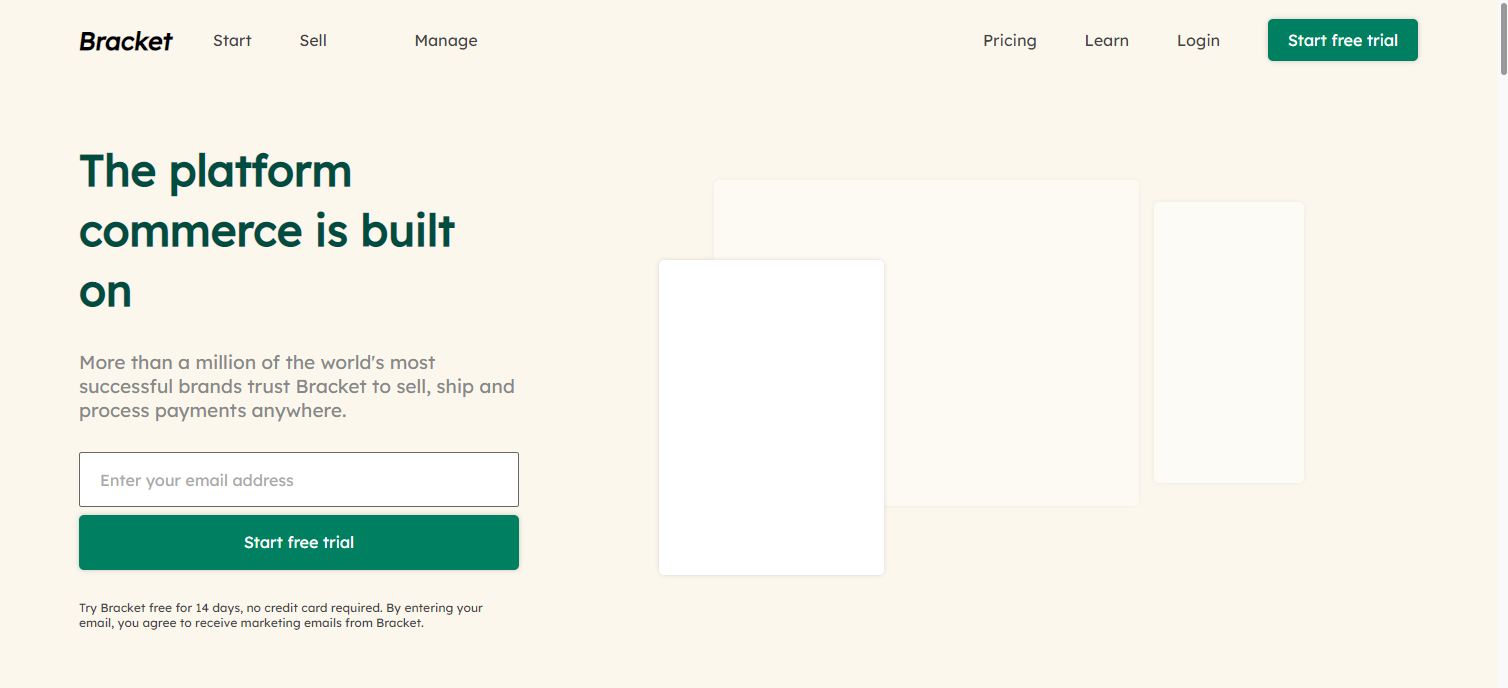 Bracket Start Sell Manage Pricing Learn Login Start free trial
The platform
commerce is built
on
More than a million of the world's most
successful brands trust Bracket to sell, ship and
process payments anywhere.
Enter your email address
Start free trial
Try Bracket free for 14 days, no credit card required. By entering your
email, you agree to receive marketing emails from Bracket.